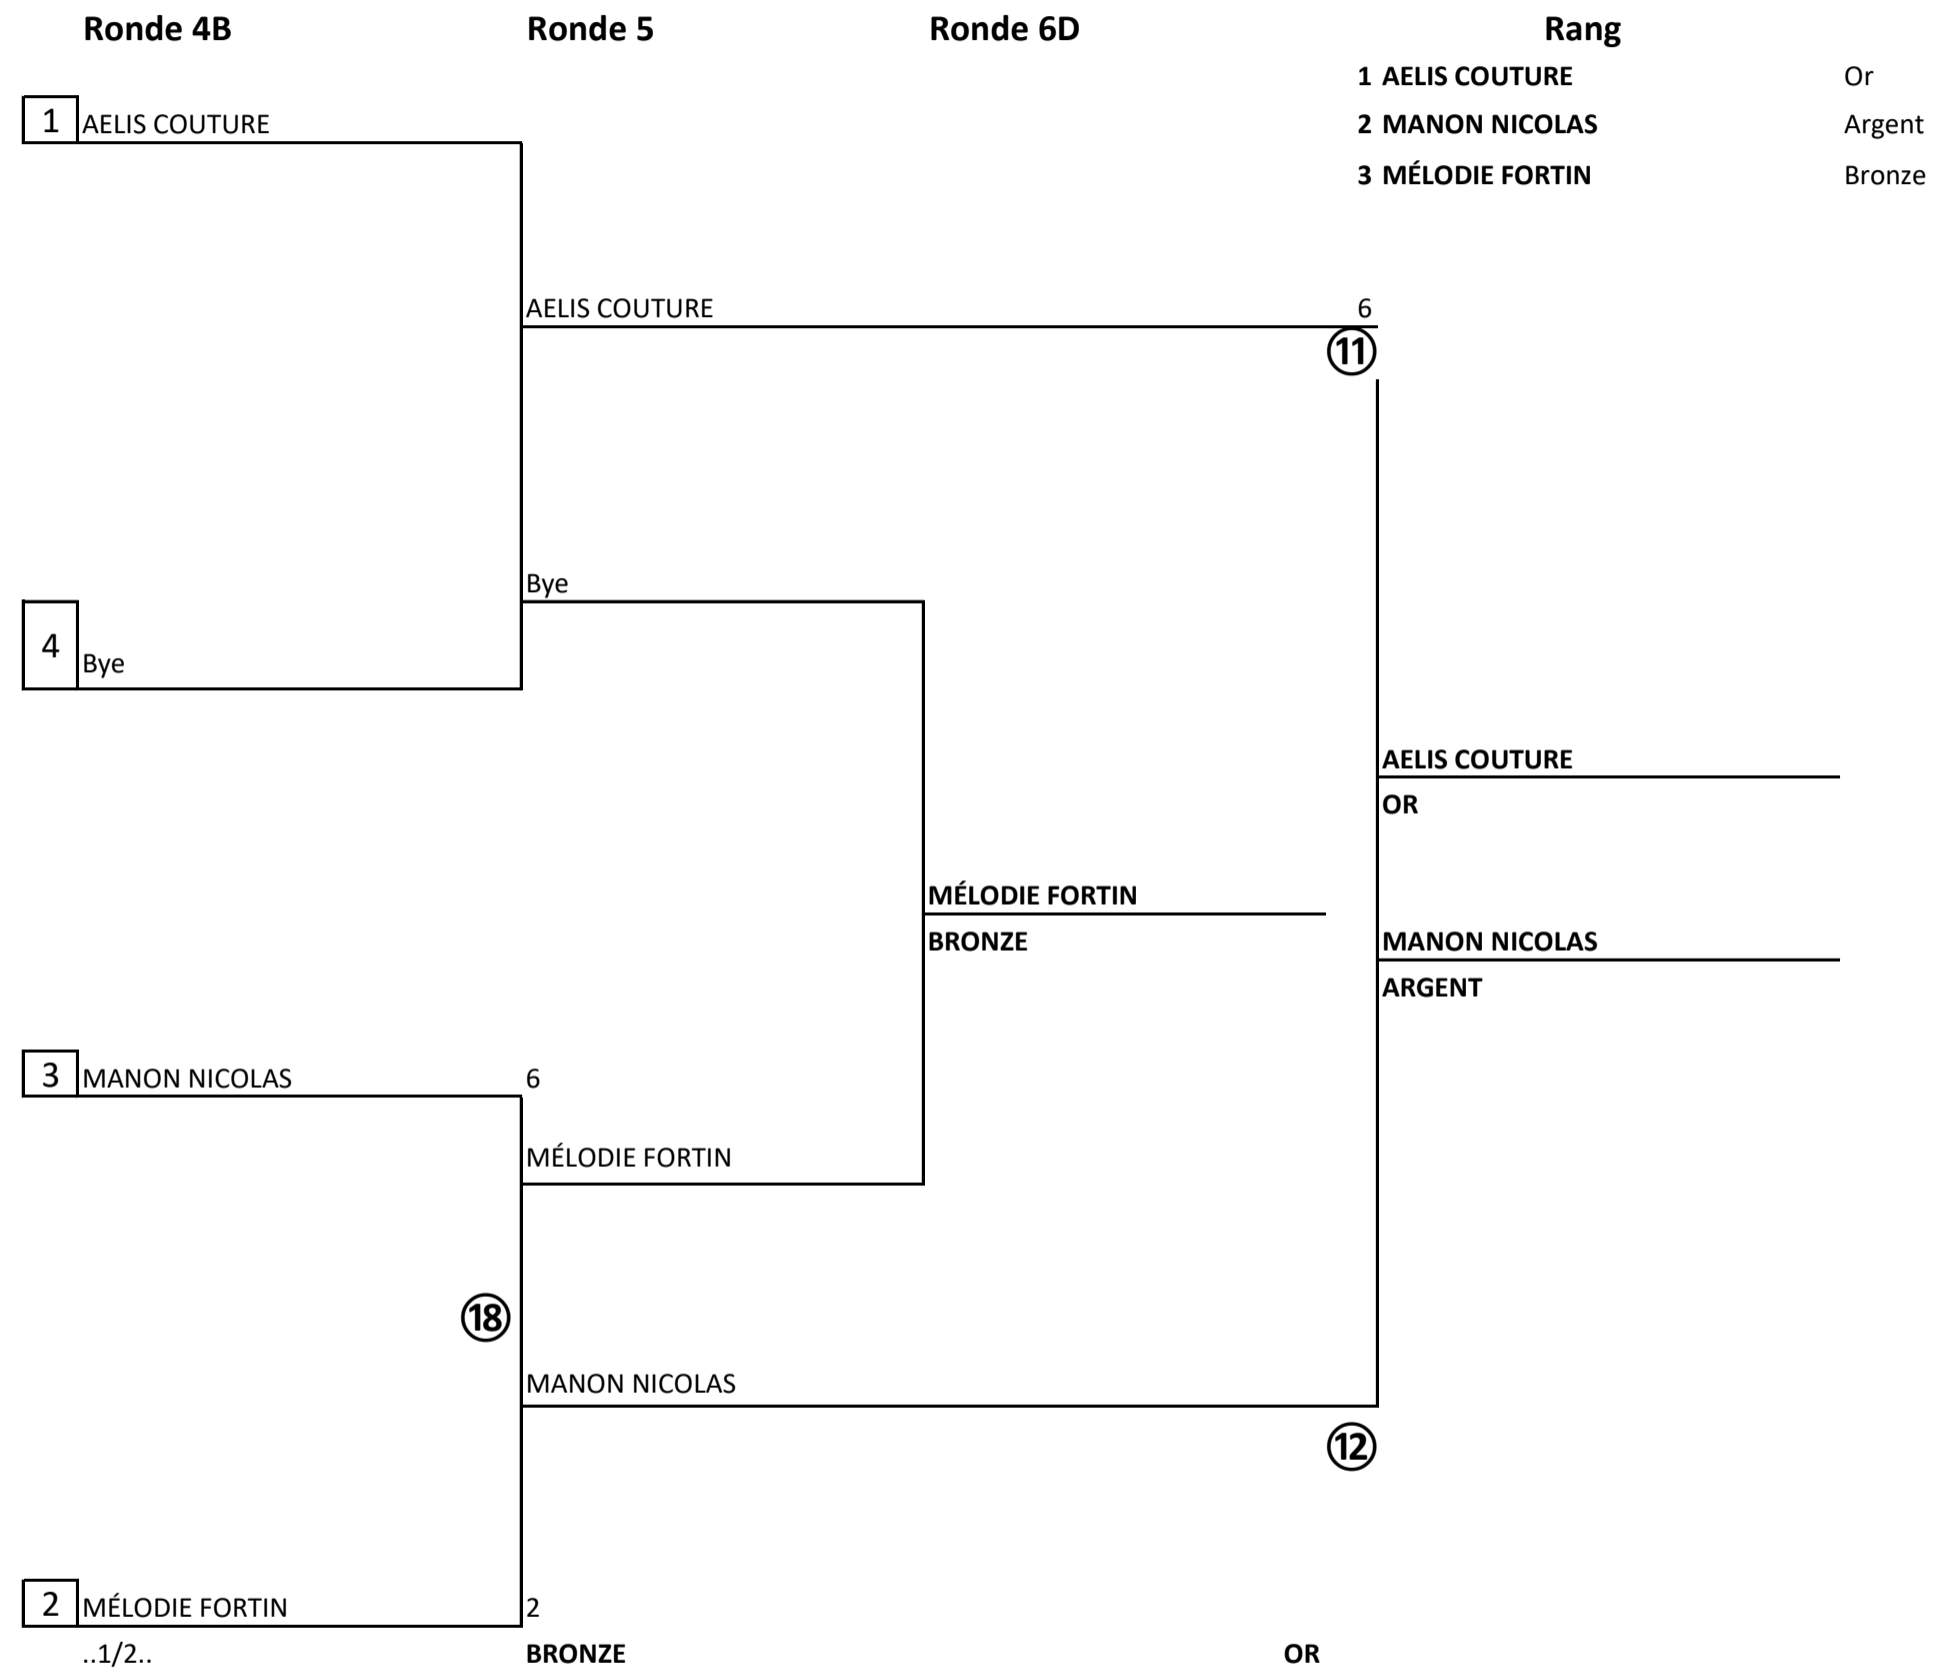 Ronde 4B Ronde 5 Ronde 6D Rang
1 AELIS COUTURE Or
1 AELIS COUTURE
2 MANON NICOLAS Argent
3 MÉLODIE FORTIN Bronze
AELIS COUTURE 6
11
Bye
4 Bye
AELIS COUTURE
OR
MÉLODIE FORTIN
BRONZE
MANON NICOLAS
ARGENT
3 MANON NICOLAS 6
MÉLODIE FORTIN
18
MANON NICOLAS
12
2 MÉLODIE FORTIN 2
..1/2.. BRONZE OR